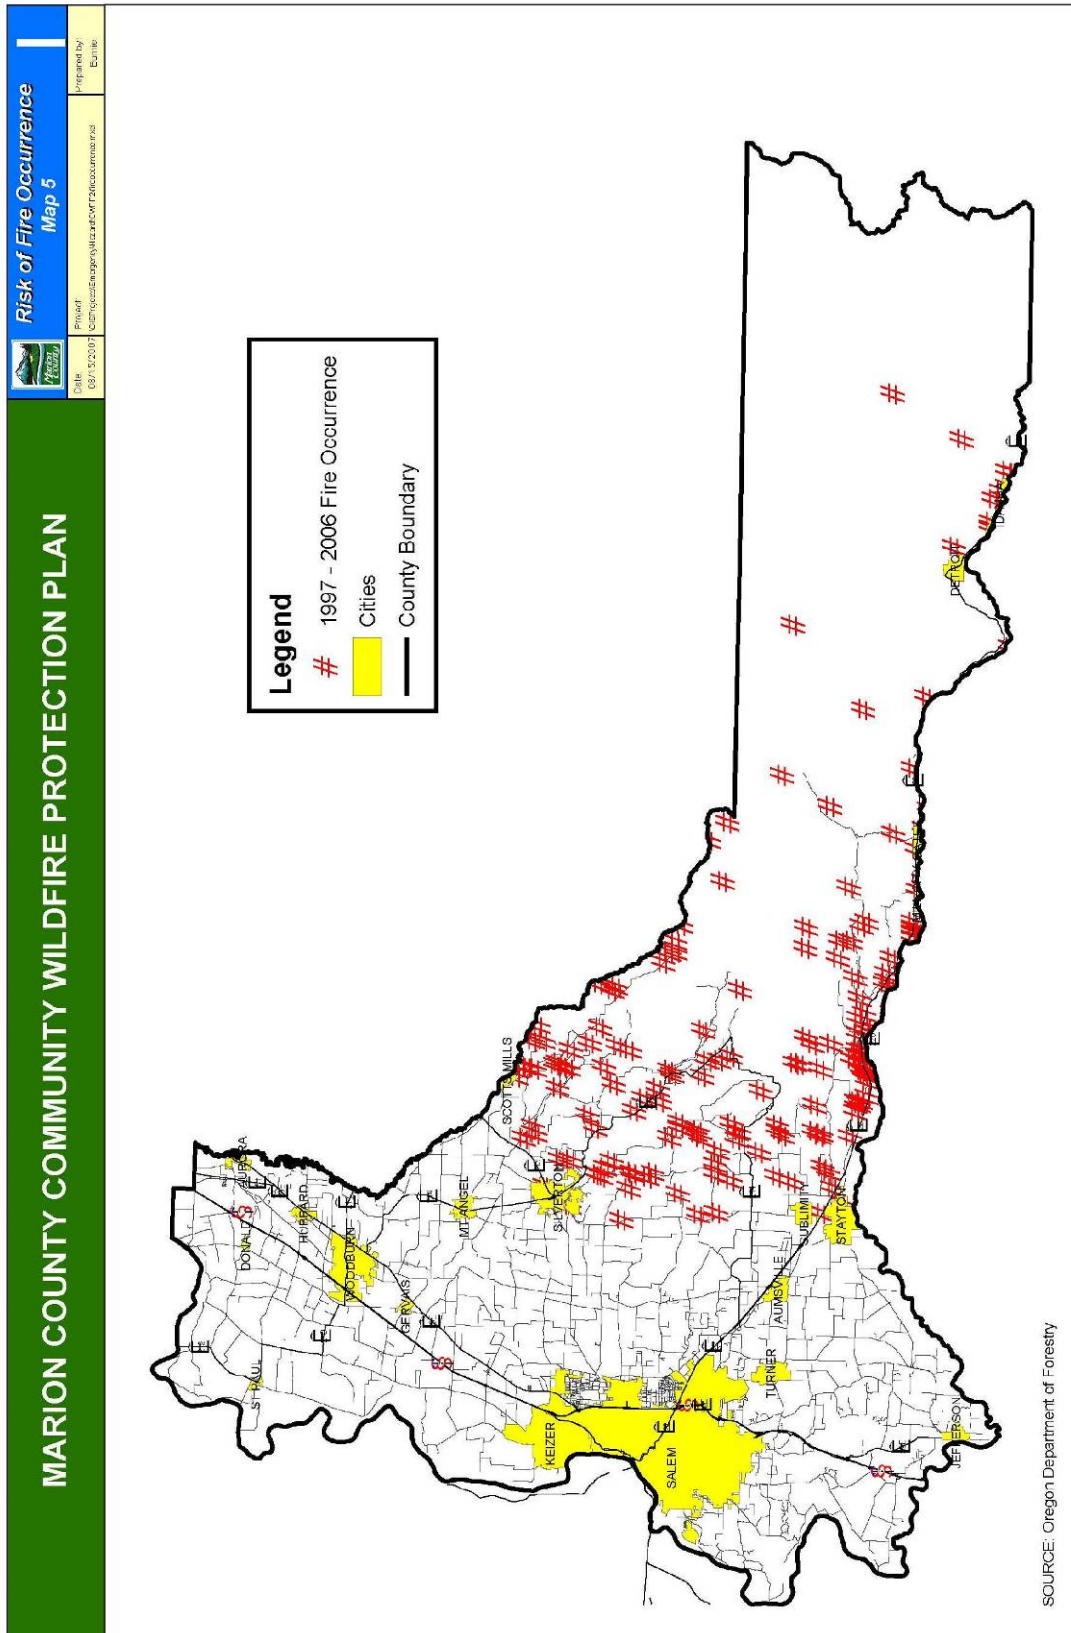 MARION COUNTY COMMUNITY WILDFIRE PROTECTION PLAN
Marion County
Risk of Fire Occurrence
Map 5
Date:
08/15/2007
Project:
Prepared by:
Legend
# 1997 - 2006 Fire Occurrence
Cities
County Boundary
ST PAUL
DONALD
AURORA
HUBBARD
WOODBURN
GERVAIS
MT ANGEL
SCOTTS MILLS
SILVERTON
KEIZER
SALEM
TURNER
AUMSVILLE
SUBLIMITY
STAYTON
JEFFERSON
DETROIT
SOURCE: Oregon Department of Forestry